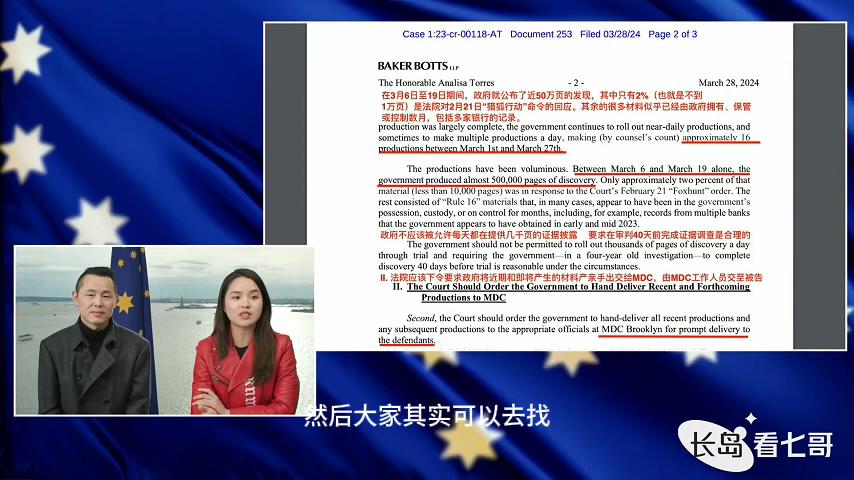 Case 1:23-cr-00118-AT Document 253 Filed 03/28/24 Page 2 of 3
BAKER BOTTS LLP
The Honorable Analisa Torres - 2 - March 28, 2024
在3月6日至19日期间，政府就公布了近50万页的发现，其中只有2%（也就是不到
1万页）是法院对2月21日“猎狐行动”命令的回应。其余的很多材料似乎已经由政府拥有、保管
或控制数月，包括多家银行的记录。
production was largely complete, the government continues to roll out near-daily productions, and
sometimes to make multiple productions a day, making (by counsel's count) approximately 16
productions between March 1st and March 27th.
The productions have been voluminous. Between March 6 and March 19 alone, the
government produced almost 500,000 pages of discovery. Only approximately two percent of that
material (less than 10,000 pages) was in response to the Court's February 21 “Foxhunt” order. The
rest consisted of “Rule 16” materials that, in many cases, appear to have been in the government's
possession, custody, or on control for months, including, for example, records from multiple banks
that the government appears to have obtained in early and mid 2023.
政府不应该被允许每天都在提供几千页的证据披露 要求在审判40天前完成证据调查是合理的
The government should not be permitted to roll out thousands of pages of discovery a day
through trial and requiring the government—in a four-year old investigation—to complete
discovery 40 days before trial is reasonable under the circumstances.
II. 法院应该下令要求政府将近期和即将产生的材料产亲手出交给MDC，由MDC工作人员交至被告
II. The Court Should Order the Government to Hand Deliver Recent and Forthcoming
Productions to MDC
Second, the Court should order the government to hand-deliver all recent productions and
any subsequent productions to the appropriate officials at MDC Brooklyn for prompt delivery to
the defendants.
然后大家其实可以去找
长岛看七哥